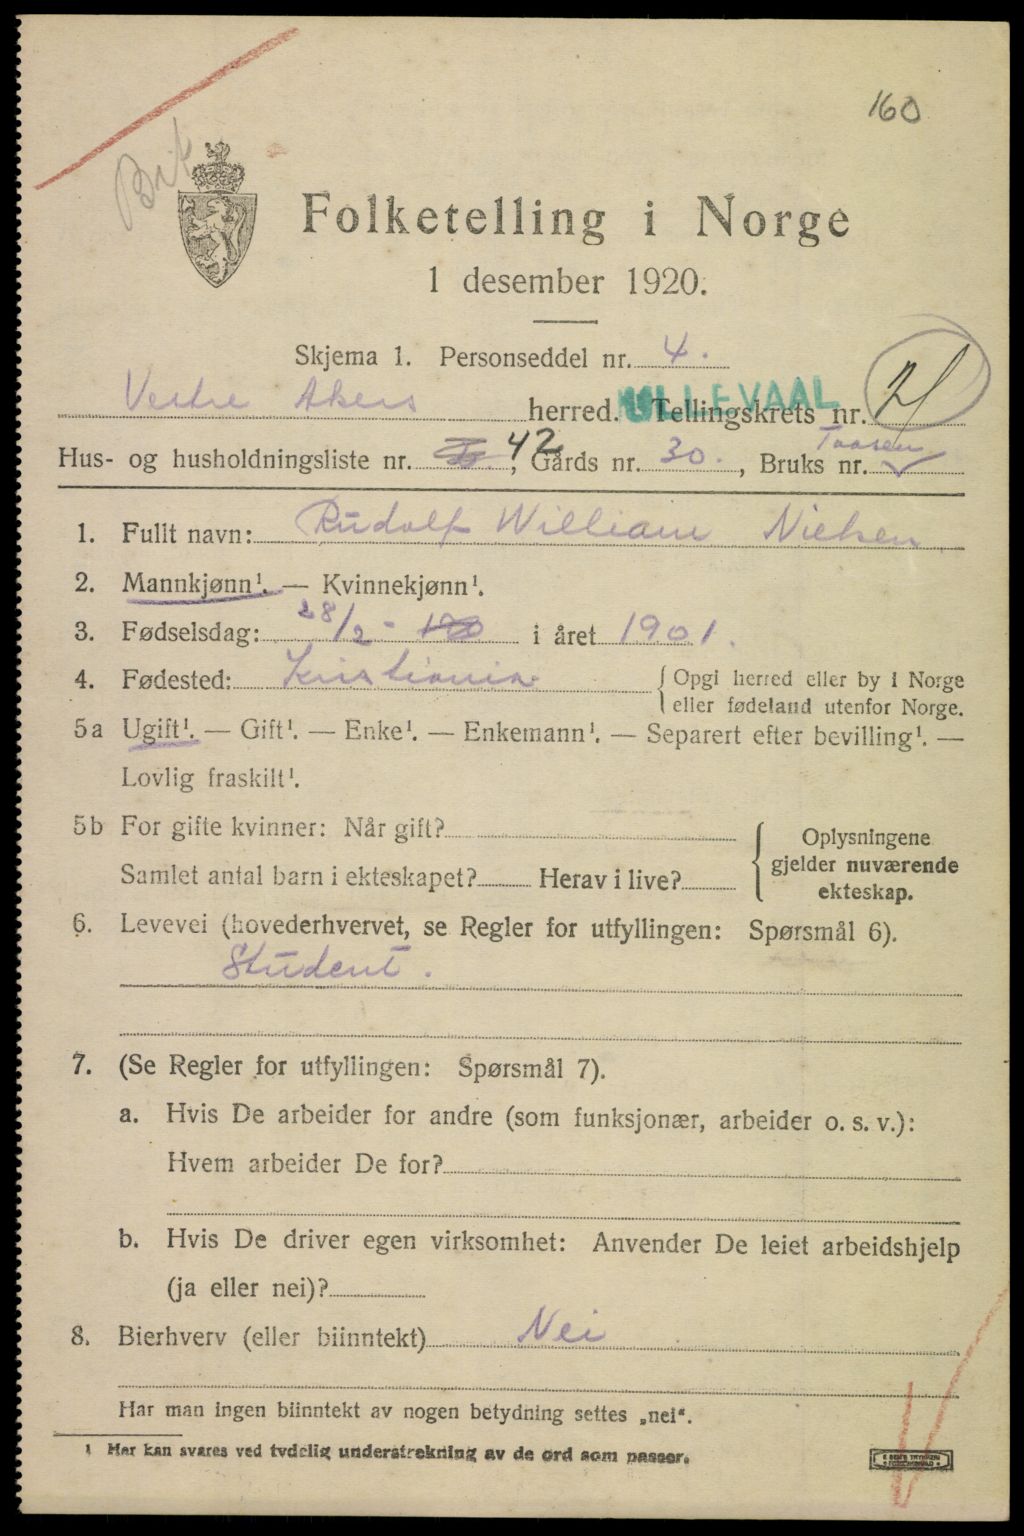 160
Folketelling i Norge
1 desember 1920.
Skjema 1. Personseddel nr. 4.
Vestre Akers herred. ULLEVAAL Tellingskrets nr. 21
Hus- og husholdningsliste nr. 42, Gårds nr. 30., Bruks nr. Taasen
1. Fullt navn: Rudolf William Nielsen
2. Mannkjønn¹. — Kvinnekjønn¹.
3. Fødselsdag: 28/2 - 190 i året 1901.
4. Fødested: Kristiania. { Opgi herred eller by i Norge
eller fødeland utenfor Norge.
5a Ugift¹. — Gift¹. — Enke¹. — Enkemann¹. — Separert efter bevilling¹. —
Lovlig fraskilt¹.
5b For gifte kvinner: Når gift? { Oplysningene
gjelder nuværende
Samlet antal barn i ekteskapet? Herav i live?
ekteskap.
6. Levevei (hovederhvervet, se Regler for utfyllingen: Spørsmål 6).
Student.
7. (Se Regler for utfyllingen: Spørsmål 7).
a. Hvis De arbeider for andre (som funksjonær, arbeider o. s. v.):
Hvem arbeider De for?
b. Hvis De driver egen virksomhet: Anvender De leiet arbeidshjelp
(ja eller nei)?
8. Bierhverv (eller biinntekt) Nei
Har man ingen biinntekt av nogen betydning settes „nei“.
1 Her kan svares ved tydelig understrekning av de ord som passer.